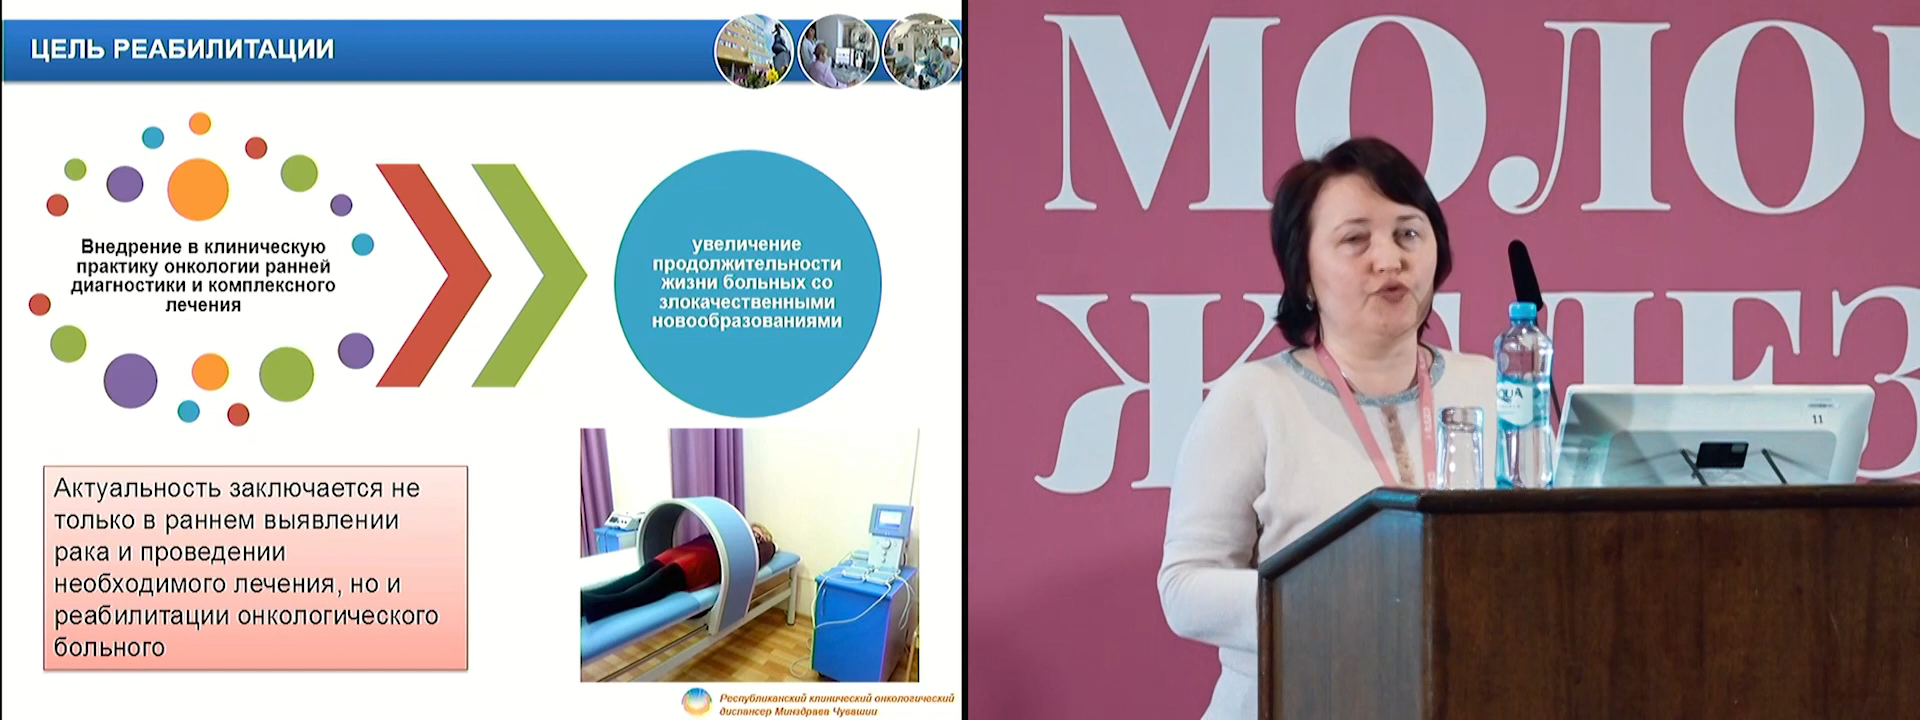 ЦЕЛЬ РЕАБИЛИТАЦИИ
Внедрение в клиническую
практику онкологии ранней
диагностики и комплексного
лечения
увеличение
продолжительности
жизни больных со
злокачественными
новообразованиями
Актуальность заключается не
только в раннем выявлении
рака и проведении
необходимого лечения, но и
реабилитации онкологического
больного
Республиканский клинический онкологический
диспансер Минздрава Чувашии
МОЛОЧ
ЖЕЛЕЗ
11